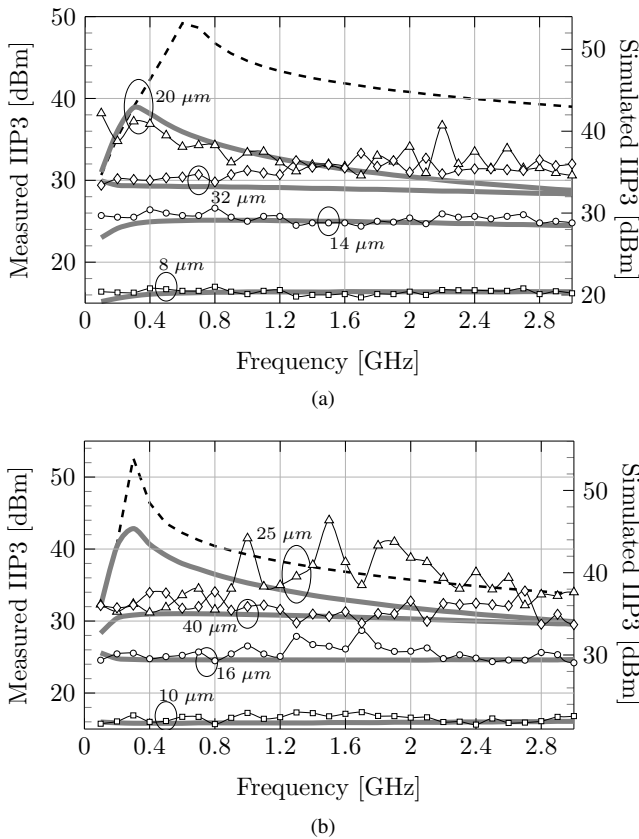 Measured IIP3 [dBm]
50
40
30
20
20 μm
32 μm
14 μm
8 μm
40
30
20
Simulated IIP3 [dBm]
0 0.4 0.8 1.2 1.6 2 2.4 2.8
Frequency [GHz]
(a)
Measured IIP3 [dBm]
50
40
30
20
25 μm
40 μm
16 μm
10 μm
50
40
30
Simulated IIP3 [dBm]
0 0.4 0.8 1.2 1.6 2 2.4 2.8
Frequency [GHz]
(b)